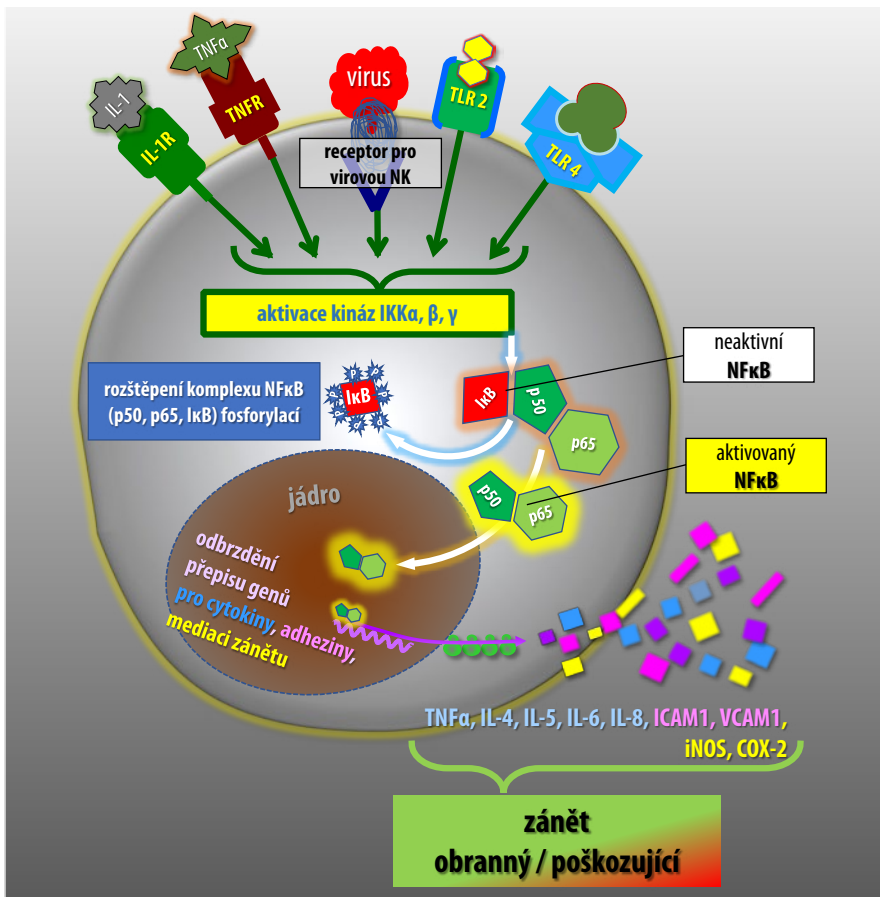 IL-1
IL-1R
TNFα
TNFR
virus
receptor pro
virovou NK
TLR 2
TLR 4
aktivace kináz IKKα, β, γ
rozštěpení komplexu NFκB
(p50, p65, IκB) fosforylací
P P P P P P P P
IκB
IκB
p 50
p65
neaktivní
NFκB
aktivovaný
NFκB
p50
p65
jádro
odbrzdění
přepisu genů
pro cytokiny, adheziny,
mediaci zánětu
TNFα, IL-4, IL-5, IL-6, IL-8, ICAM1, VCAM1,
iNOS, COX-2
zánět
obranný / poškozující